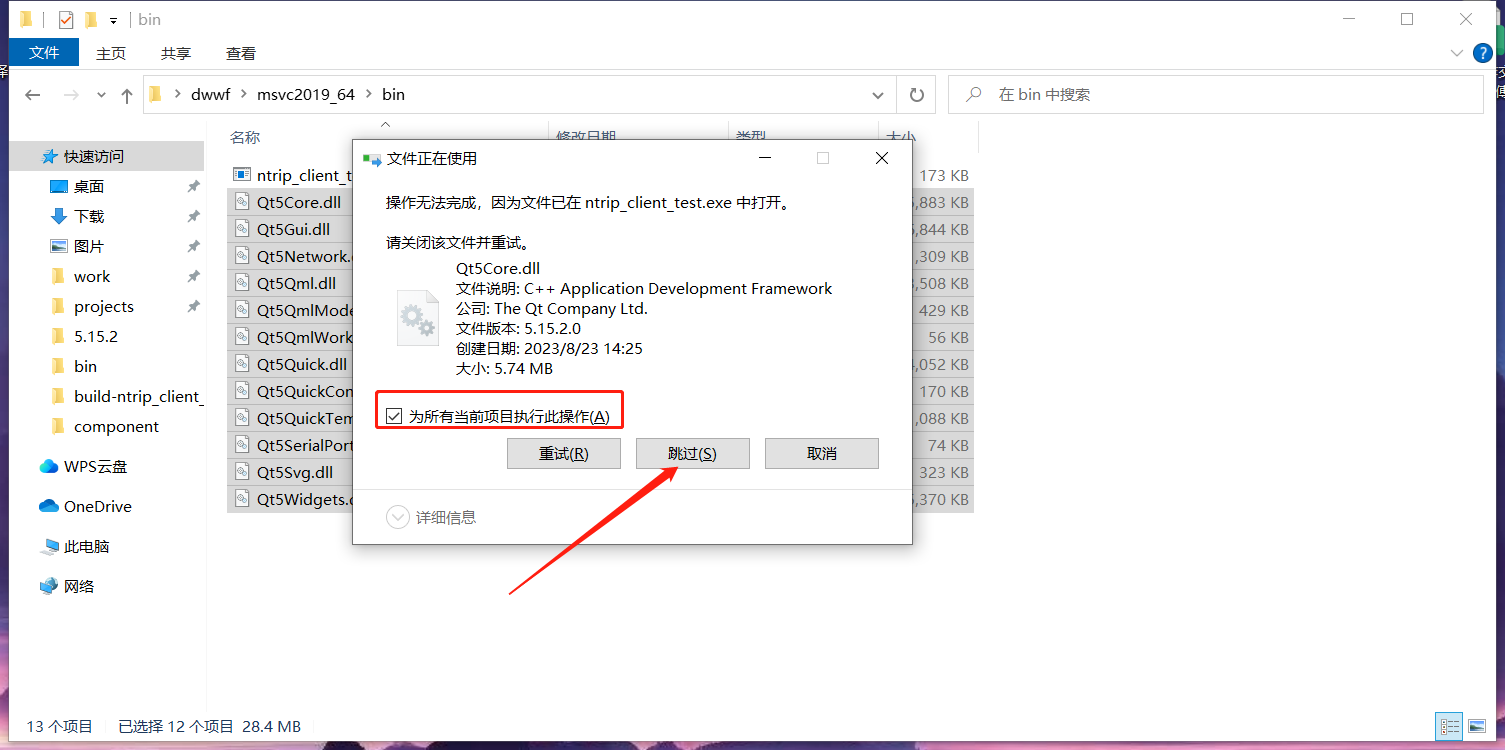 bin
文件 主页 共享 查看
dwwf msvc2019_64 bin
在 bin 中搜索
名称 修改日期 类型 大小
快速访问
桌面
下载
图片
work
projects
5.15.2
bin
build-ntrip_client_
component
WPS云盘
OneDrive
此电脑
网络
ntrip_client_t 173 KB
Qt5Core.dll ,883 KB
Qt5Gui.dll ,844 KB
Qt5Network. ,309 KB
Qt5Qml.dll ,508 KB
Qt5QmlMode 429 KB
Qt5QmlWork 56 KB
Qt5Quick.dll ,052 KB
Qt5QuickCon 170 KB
Qt5QuickTem ,088 KB
Qt5SerialPort 74 KB
Qt5Svg.dll 323 KB
Qt5Widgets. ,370 KB
文件正在使用
操作无法完成，因为文件已在 ntrip_client_test.exe 中打开。
请关闭该文件并重试。
Qt5Core.dll
文件说明: C++ Application Development Framework
公司: The Qt Company Ltd.
文件版本: 5.15.2.0
创建日期: 2023/8/23 14:25
大小: 5.74 MB
为所有当前项目执行此操作(A)
重试(R) 跳过(S) 取消
详细信息
13 个项目 已选择 12 个项目 28.4 MB